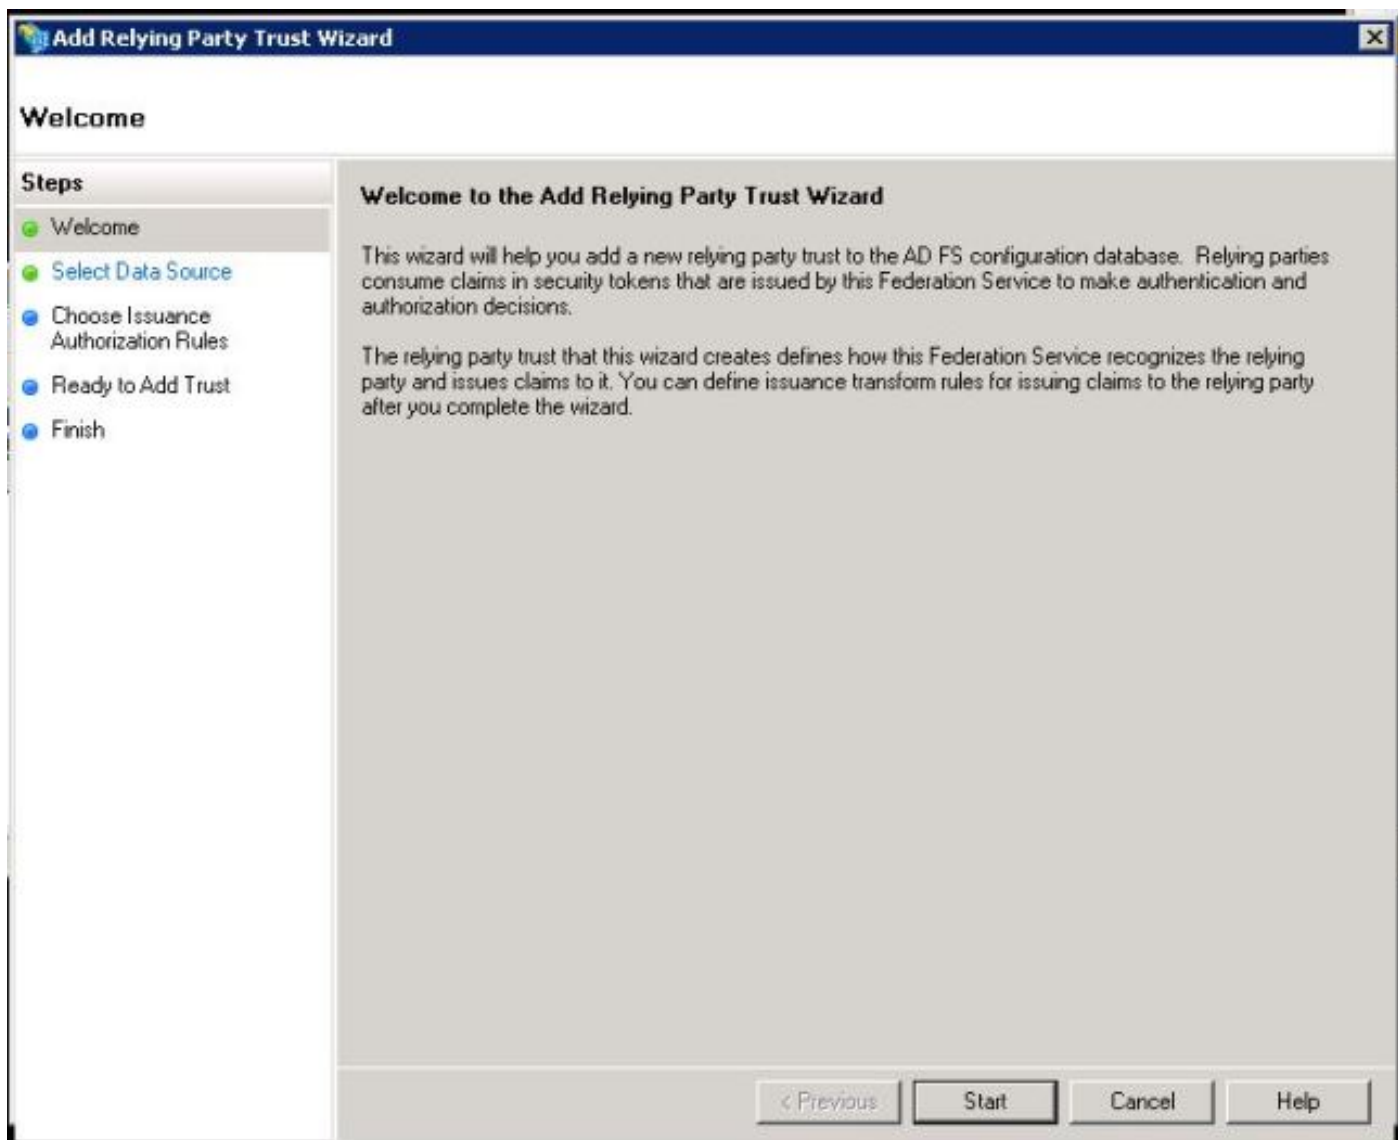 Add Relying Party Trust Wizard
Welcome
Steps
Welcome
Select Data Source
Choose Issuance
Authorization Rules
Ready to Add Trust
Finish
Welcome to the Add Relying Party Trust Wizard
This wizard will help you add a new relying party trust to the AD FS configuration database.  Relying parties
consume claims in security tokens that are issued by this Federation Service to make authentication and
authorization decisions.
The relying party trust that this wizard creates defines how this Federation Service recognizes the relying
party and issues claims to it. You can define issuance transform rules for issuing claims to the relying party
after you complete the wizard.
< Previous
Start
Cancel
Help